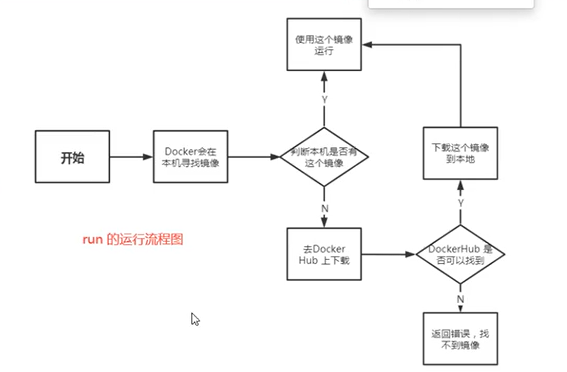 使用这个镜像
运行
Y
开始
Docker会在
本机寻找镜像
判断本机是否有
这个镜像
下载这个镜像
到本地
N
Y
run 的运行流程图
去Docker
Hub 上下载
DockerHub 是
否可以找到
N
返回错误，找
不到镜像